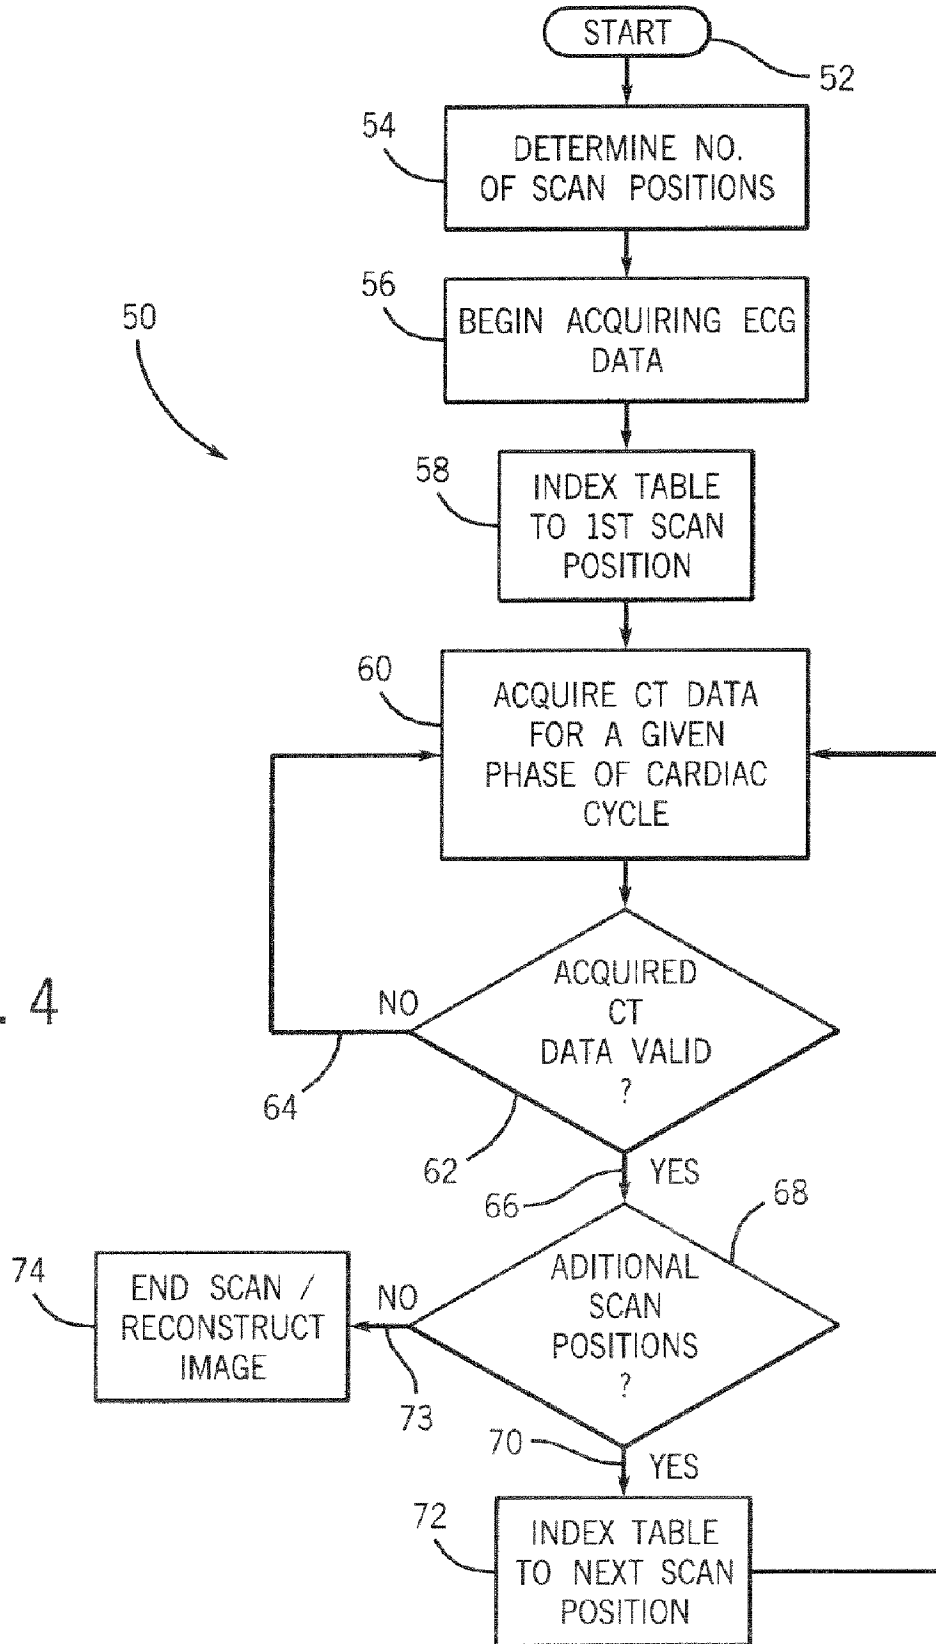 START
52
54
DETERMINE NO.
OF SCAN POSITIONS
56
BEGIN ACQUIRING ECG
DATA
50
58
INDEX TABLE
TO 1ST SCAN
POSITION
60
ACQUIRE CT DATA
FOR A GIVEN
PHASE OF CARDIAC
CYCLE
. 4
NO
ACQUIRED
CT
DATA VALID
?
64
62
66
YES
68
74
END SCAN /
RECONSTRUCT
IMAGE
NO
73
ADITIONAL
SCAN
POSITIONS
?
70
YES
72
INDEX TABLE
TO NEXT SCAN
POSITION